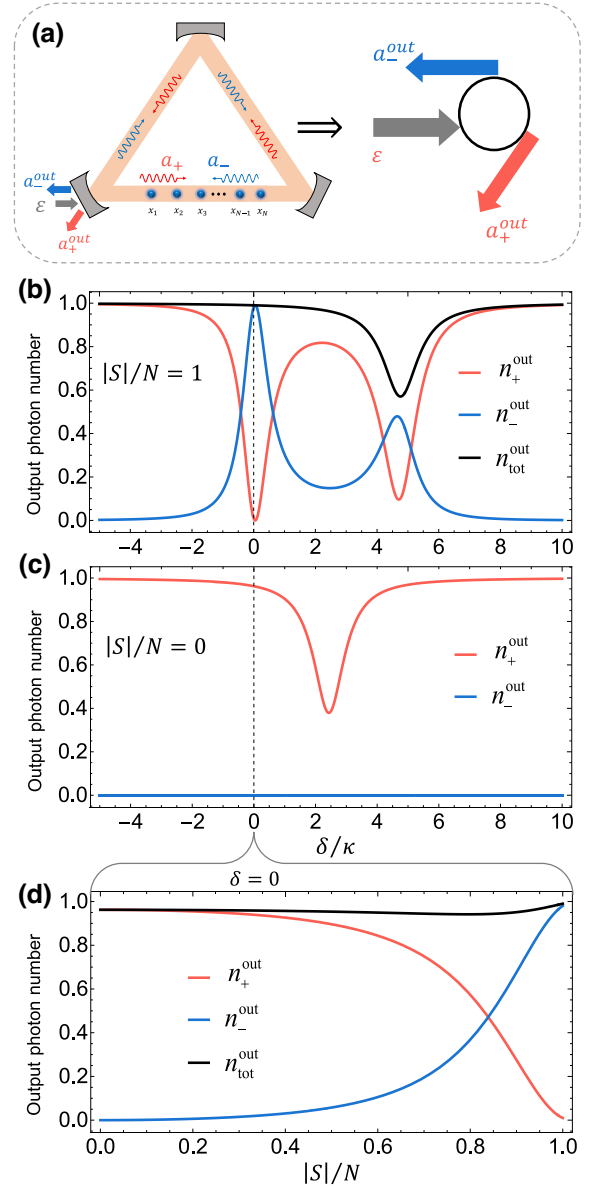 (a)
a_-^{out}
ε
a_+^{out}
a_+
a_-
x_1 x_2 x_3 ... x_{N-1} x_N
⇒
a_-^{out}
ε
a_+^{out}
(b)
Output photon number
1.0
0.8
0.6
0.4
0.2
0.0
|S|/N = 1
n_+^{out}
n_-^{out}
n_{tot}^{out}
−4 −2 0 2 4 6 8 10
(c)
Output photon number
1.0
0.8
0.6
0.4
0.2
0.0
|S|/N = 0
n_+^{out}
n_-^{out}
−4 −2 0 2 4 6 8 10
δ/κ
(d)
δ = 0
Output photon number
1.0
0.8
0.6
0.4
0.2
0.0
n_+^{out}
n_-^{out}
n_{tot}^{out}
0.0 0.2 0.4 0.6 0.8 1.0
|S|/N